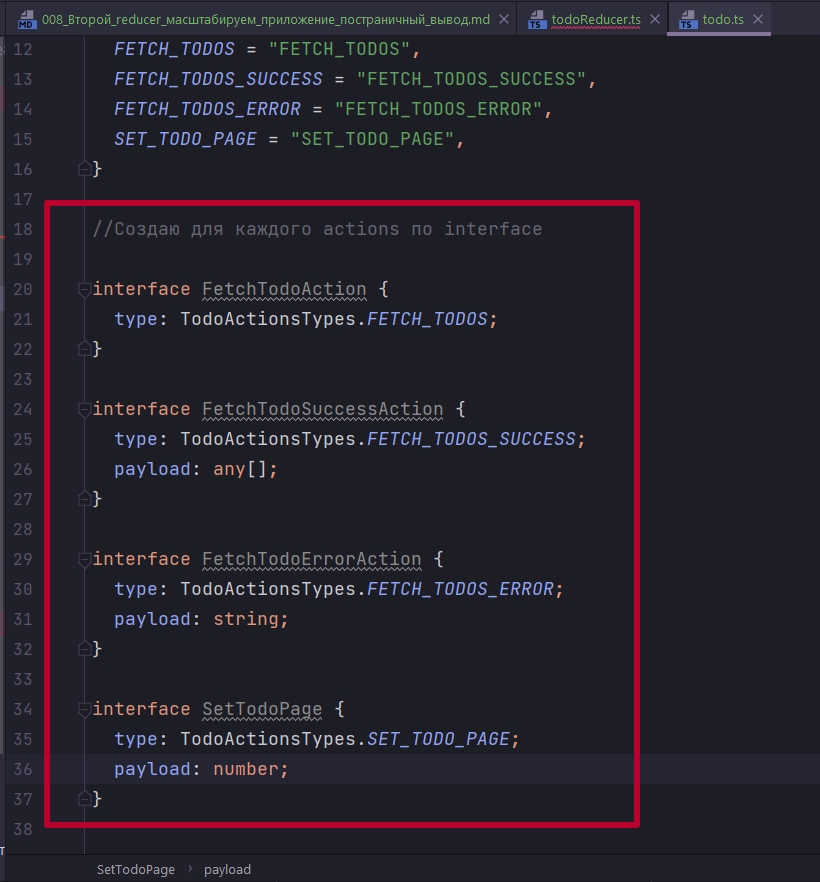 MD 008_Второй_reducer_масштабируем_приложение_постраничный_вывод.md
TS todoReducer.ts
TS todo.ts
12 FETCH_TODOS = "FETCH_TODOS",
13 FETCH_TODOS_SUCCESS = "FETCH_TODOS_SUCCESS",
14 FETCH_TODOS_ERROR = "FETCH_TODOS_ERROR",
15 SET_TODO_PAGE = "SET_TODO_PAGE",
16 }
17
18 //Создаю для каждого actions по interface
19
20 interface FetchTodoAction {
21 type: TodoActionsTypes.FETCH_TODOS;
22 }
23
24 interface FetchTodoSuccessAction {
25 type: TodoActionsTypes.FETCH_TODOS_SUCCESS;
26 payload: any[];
27 }
28
29 interface FetchTodoErrorAction {
30 type: TodoActionsTypes.FETCH_TODOS_ERROR;
31 payload: string;
32 }
33
34 interface SetTodoPage {
35 type: TodoActionsTypes.SET_TODO_PAGE;
36 payload: number;
37 }
38
SetTodoPage › payload